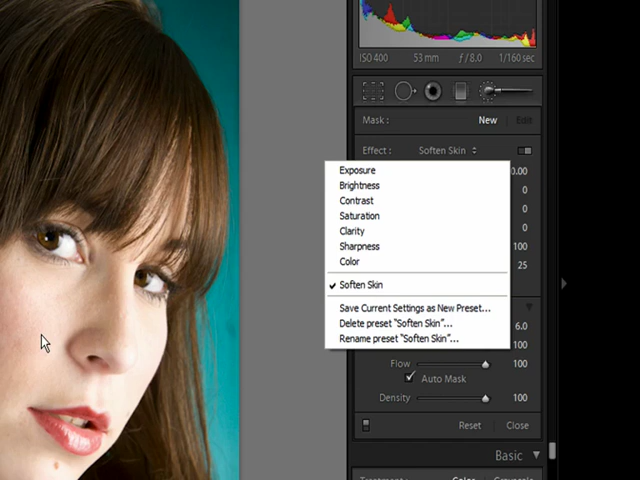 ISO 400 53 mm ƒ / 8.0 1/160 sec
Mask : New Edit
Effect : Soften Skin
Exposure 0.00
Brightness 0
Contrast 0
Saturation 0
Clarity
Sharpness 100
Color 25
Soften Skin
Save Current Settings as New Preset...
Delete preset “Soften Skin”...
6.0
Rename preset “Soften Skin”...
100
Flow 100
Auto Mask
Density 100
Reset Close
Basic
Treatment : Color Grayscale